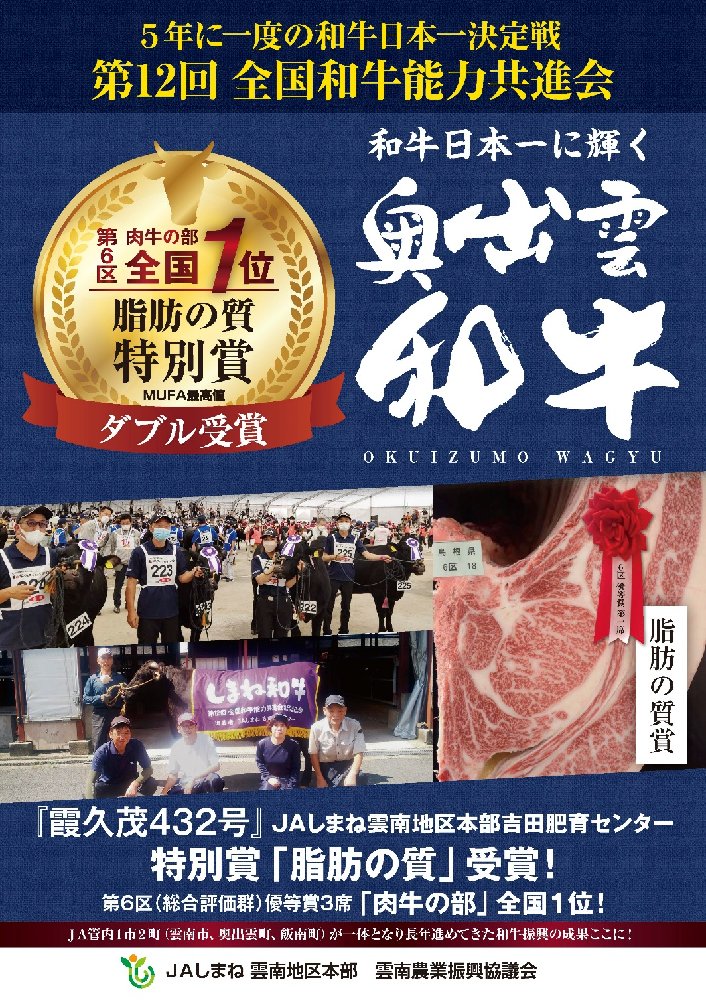 5年に一度の和牛日本一決定戦
第12回 全国和牛能力共進会
和牛日本一に輝く
奥出雲
和牛
OKUIZUMO WAGYU
第6区 肉牛の部
全国1位
脂肪の質
特別賞
MUFA最高値
ダブル受賞
224
223
235
236
225
225
222
224
島根県
6区 18
6区 優等賞 第一席
脂肪の質賞
しまね和牛
第12回 全国和牛能力共進会出品記念
出品者 JAしまね 吉田
『霞久茂432号』JAしまね雲南地区本部吉田肥育センター
特別賞「脂肪の質」受賞!
第6区(総合評価群)優等賞3席「肉牛の部」全国1位!
JA管内1市2町(雲南市、奥出雲町、飯南町)が一体となり長年進めてきた和牛振興の成果ここに!
JAしまね 雲南地区本部 雲南農業振興協議会